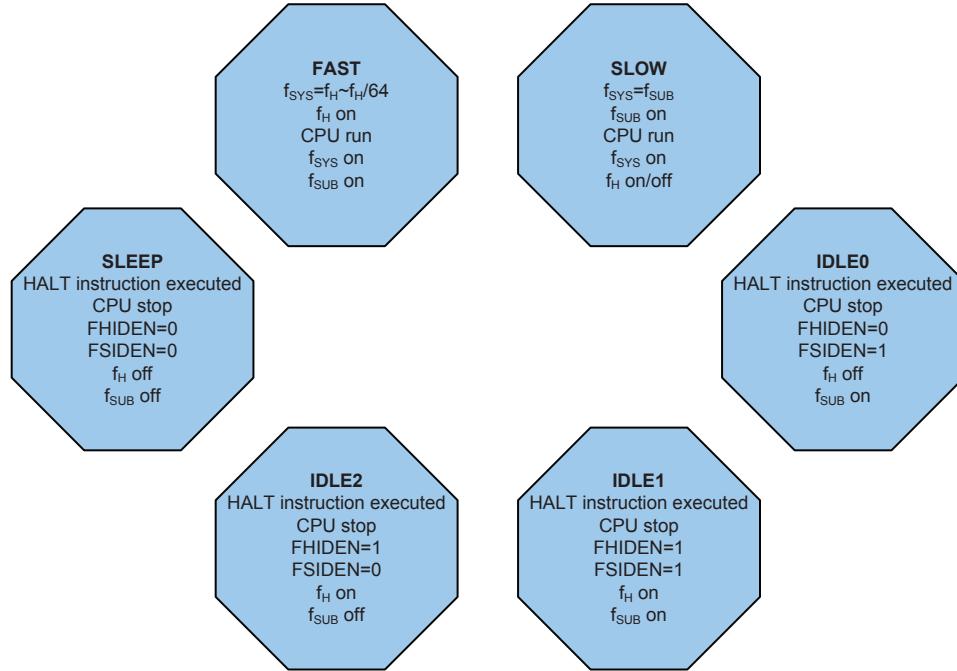 FAST
fSYS=fH~fH/64
fH on
CPU run
fSYS on
fSUB on
SLOW
fSYS=fSUB
fSUB on
CPU run
fSYS on
fH on/off
SLEEP
HALT instruction executed
CPU stop
FHIDEN=0
FSIDEN=0
fH off
fSUB off
IDLE0
HALT instruction executed
CPU stop
FHIDEN=0
FSIDEN=1
fH off
fSUB on
IDLE2
HALT instruction executed
CPU stop
FHIDEN=1
FSIDEN=0
fH on
fSUB off
IDLE1
HALT instruction executed
CPU stop
FHIDEN=1
FSIDEN=1
fH on
fSUB on